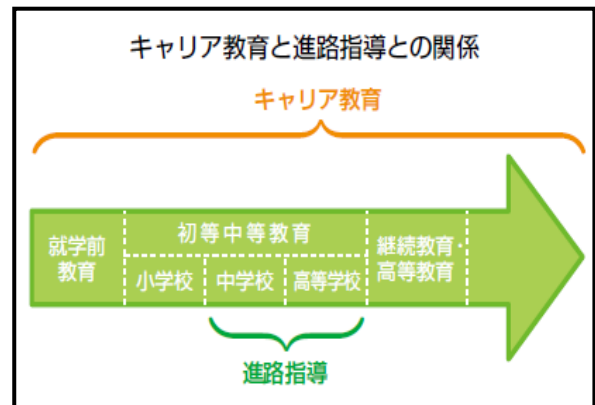 キャリア教育と進路指導との関係
キャリア教育
就学前
教育
初等中等教育
小学校
中学校
高等学校
継続教育・
高等教育
進路指導